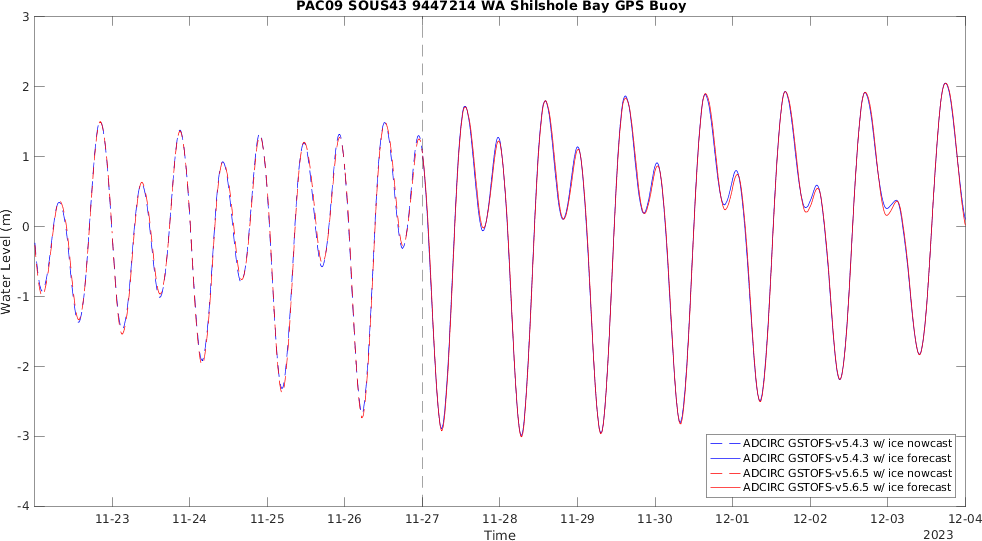 PAC09 SOUS43 9447214 WA Shilshole Bay GPS Buoy
3
2
1
0
-1
-2
-3
-4
Water Level (m)
ADCIRC GSTOFS-v5.4.3 w/ ice nowcast
ADCIRC GSTOFS-v5.4.3 w/ ice forecast
ADCIRC GSTOFS-v5.6.5 w/ ice nowcast
ADCIRC GSTOFS-v5.6.5 w/ ice forecast
11-23 11-24 11-25 11-26 11-27 11-28 11-29 11-30 12-01 12-02 12-03 12-04
Time
2023